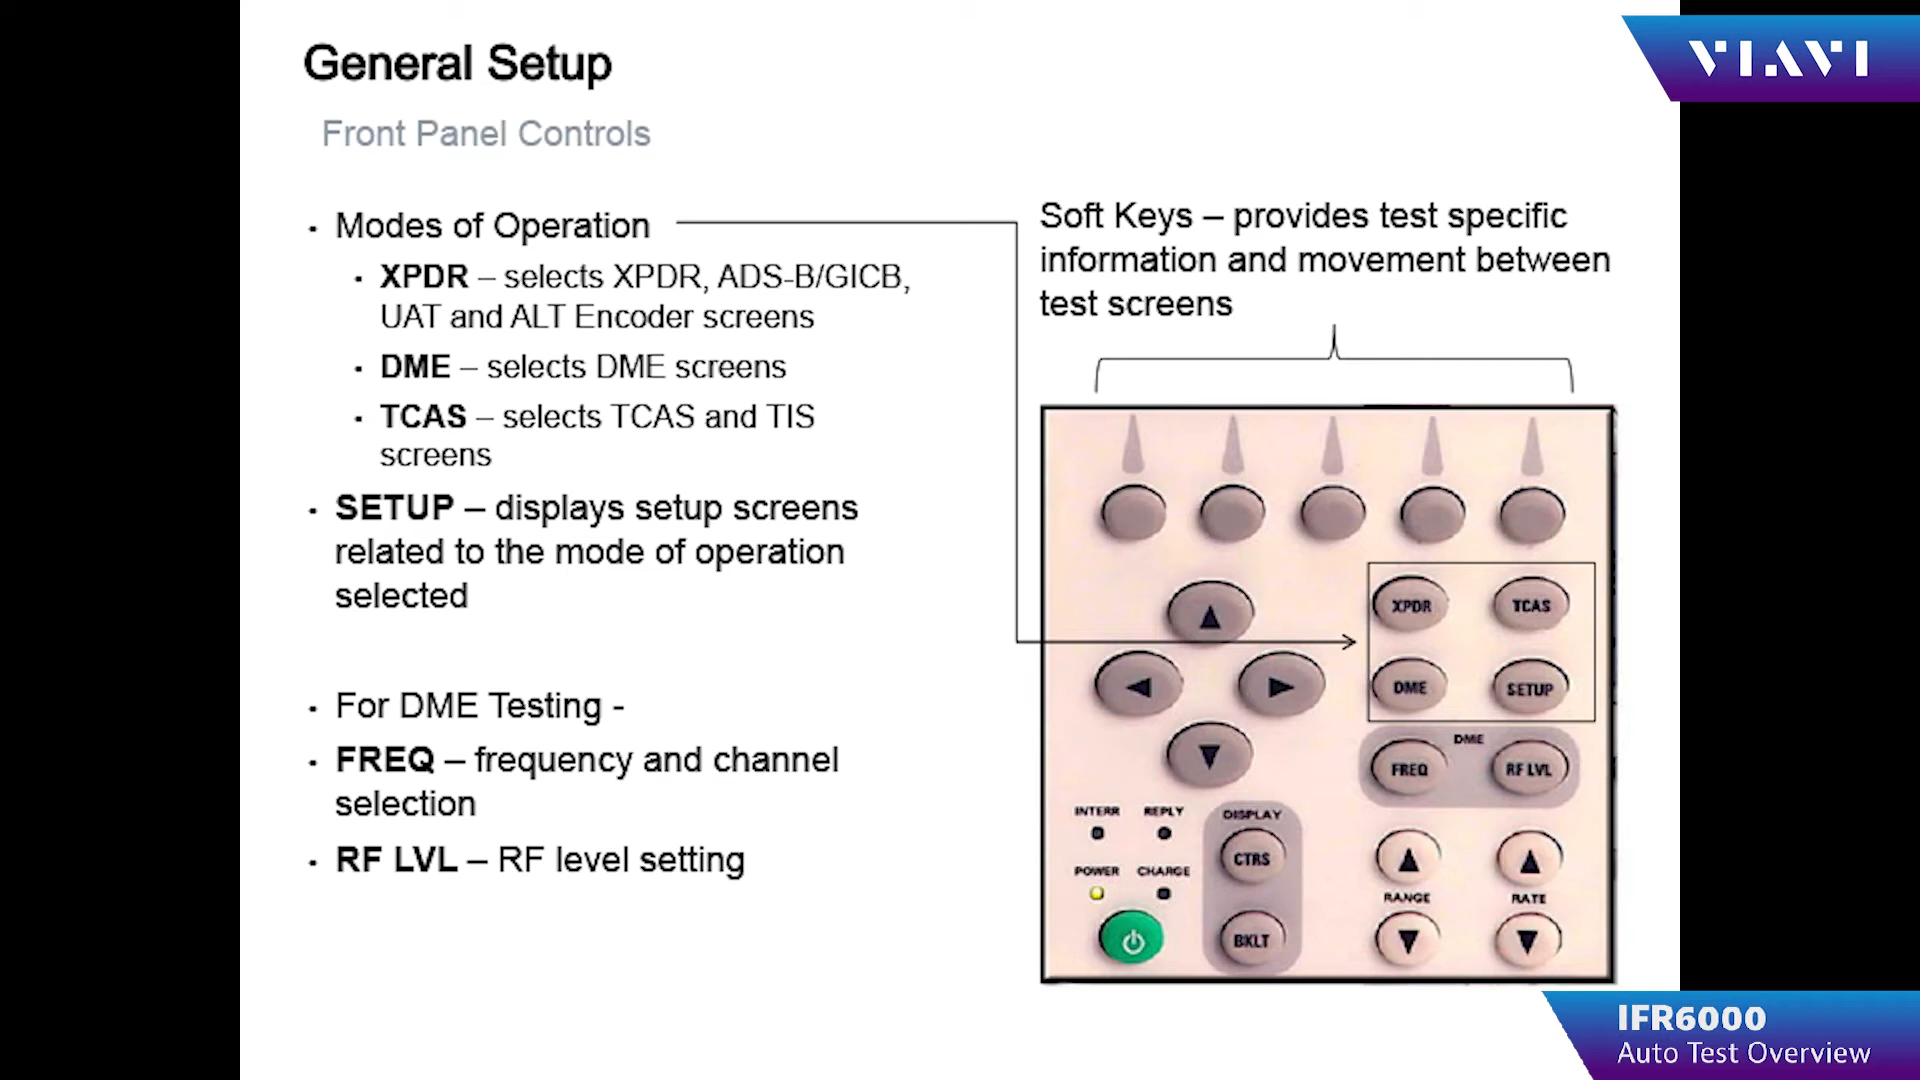 General Setup
Front Panel Controls
VIAVI
• Modes of Operation
• XPDR – selects XPDR, ADS-B/GICB,
UAT and ALT Encoder screens
• DME – selects DME screens
• TCAS – selects TCAS and TIS
screens
• SETUP – displays setup screens
related to the mode of operation
selected
• For DME Testing -
• FREQ – frequency and channel
selection
• RF LVL – RF level setting
Soft Keys – provides test specific
information and movement between
test screens
XPDR TCAS
DME SETUP
DME
FREQ RF LVL
INTERR REPLY
DISPLAY
CTRS
POWER CHARGE
RANGE RATE
BKLT
IFR6000
Auto Test Overview